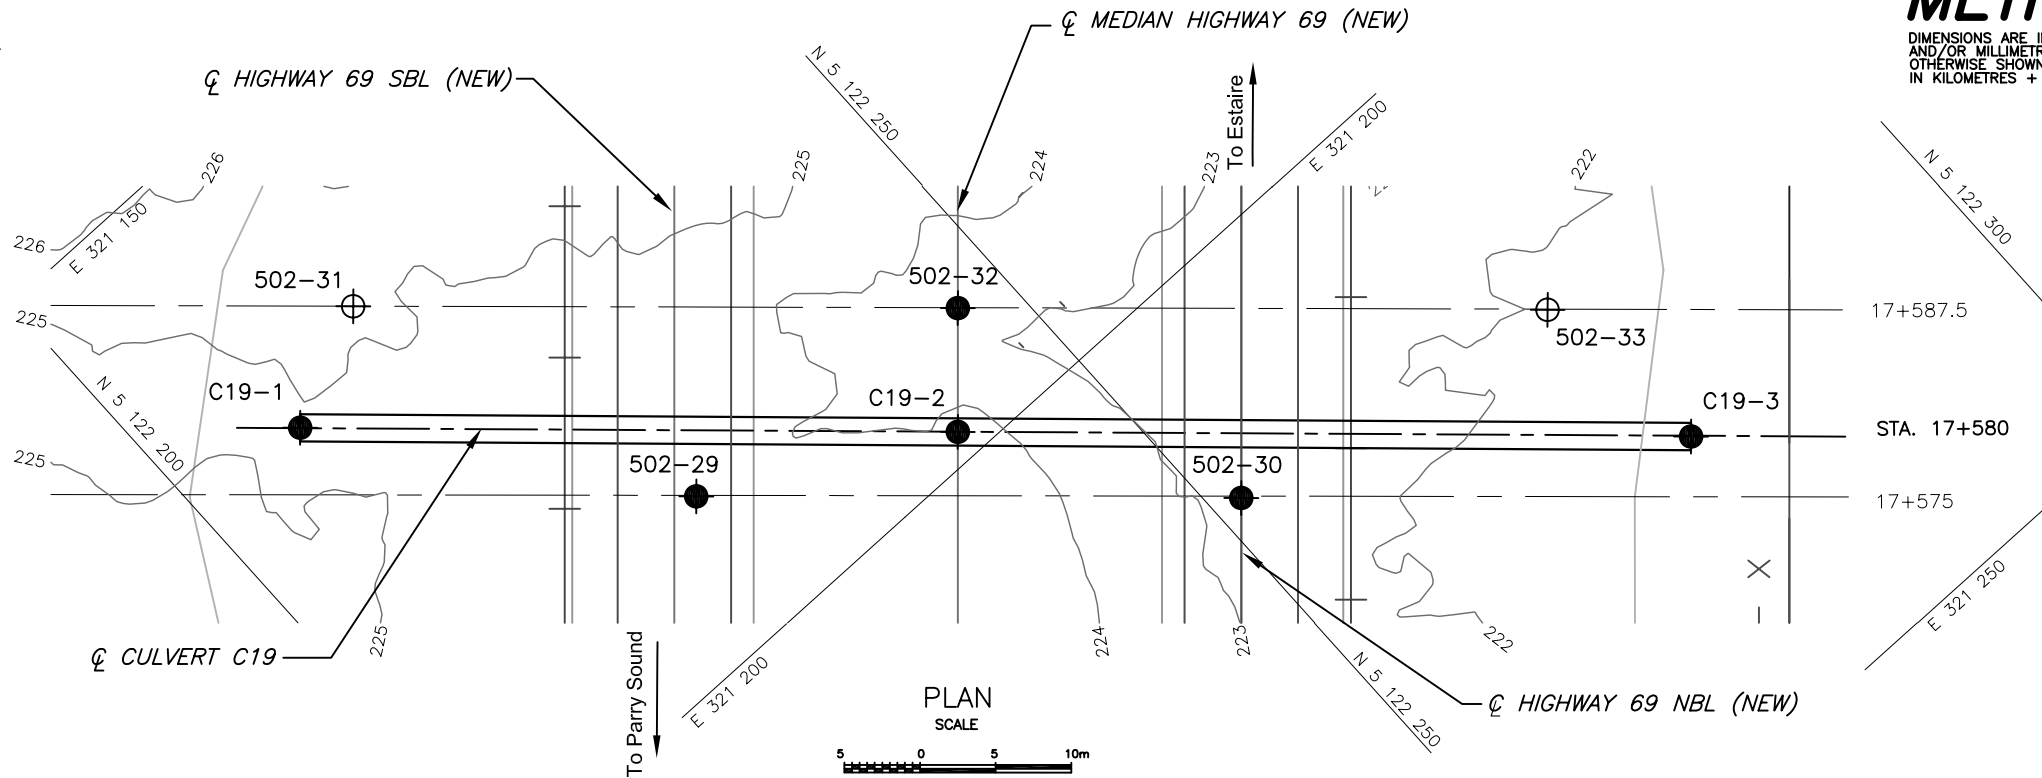 ℄ MEDIAN HIGHWAY 69 (NEW)
DIMENSIONS ARE
AND/OR
OTHERWISE SHOWN
IN KILOMETRES +
℄ HIGHWAY 69 SBL (NEW)
N 5 122 250
To Estaire
E 321 200
226
225
224
223
222
N 5 122 300
226
E 321 150
502-31
502-32
225
17+587.5
502-33
N 5 122 200
C19-1
C19-2
C19-3
STA. 17+580
225
502-29
502-30
17+575
E 321 250
℄ CULVERT C19
225
To Parry Sound
E 321 200
224
223
222
N 5 122 250
℄ HIGHWAY 69 NBL (NEW)
PLAN
SCALE
5 0 5 10m